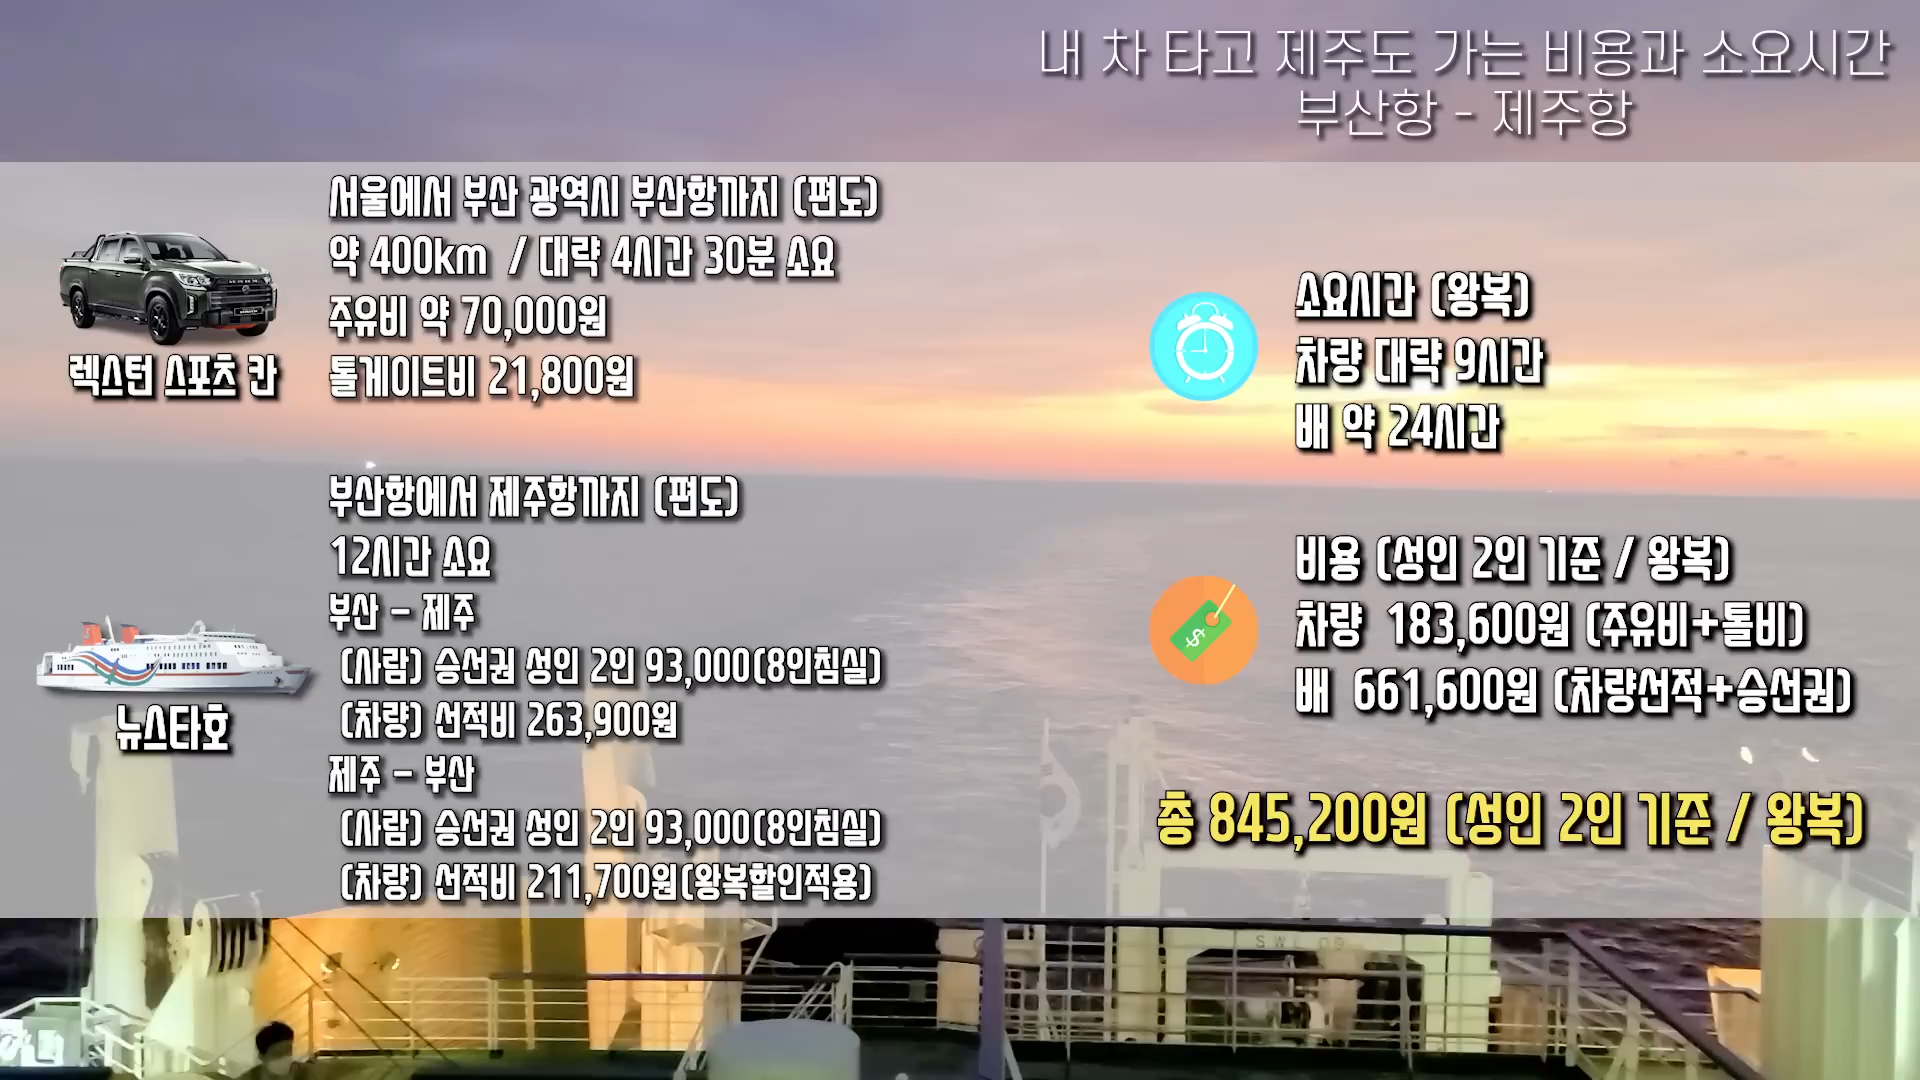 내 차 타고 제주도 가는 비용과 소요시간
부산항 - 제주항
서울에서 부산 광역시 부산항까지 (편도)
약 400km / 대략 4시간 30분 소요
주유비 약 70,000원
톨게이트비 21,800원
렉스턴 스포츠 칸
부산항에서 제주항까지 (편도)
12시간 소요
부산 - 제주
(사람) 승선권 성인 2인 93,000(8인침실)
(차량) 선적비 263,900원
제주 - 부산
(사람) 승선권 성인 2인 93,000(8인침실)
(차량) 선적비 211,700원(왕복할인적용)
뉴스타호
소요시간 (왕복)
차량 대략 9시간
배 약 24시간
비용 (성인 2인 기준 / 왕복)
차량 183,600원 (주유비+톨비)
배 661,600원 (차량선적+승선권)
총 845,200원 (성인 2인 기준 / 왕복)
SWL 09